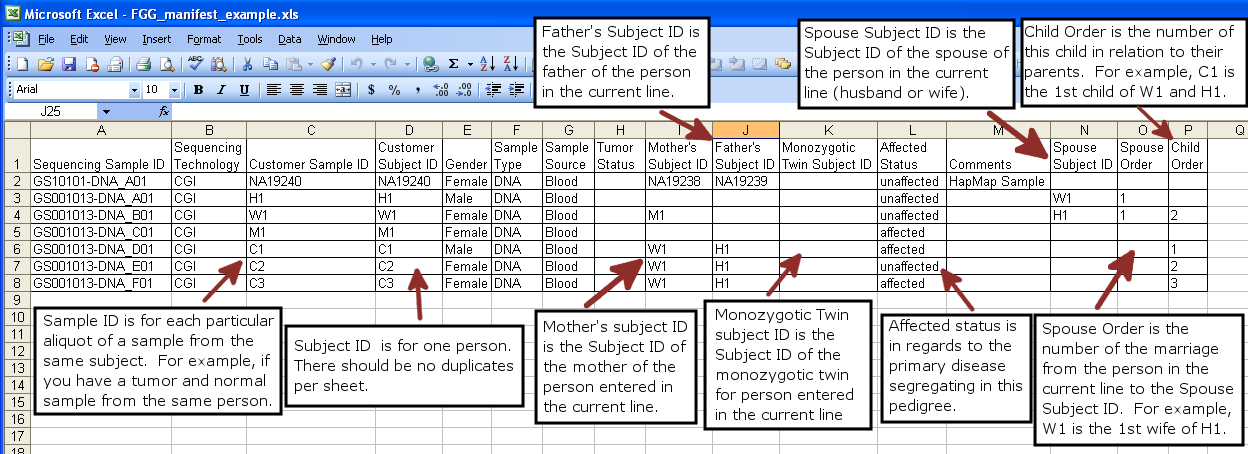 Microsoft Excel - FGG_manifest_example.xls
File Edit View Insert Format Tools Data Window Help
Arial 10 B I U $ % ,
J25 fx
A B C D E F G H I J K L M N O P Q
1 Sequencing Sample ID Sequencing Technology Customer Sample ID Customer Subject ID Gender Sample Type Sample Source Tumor Status Mother's Subject ID Father's Subject ID Monozygotic Twin Subject ID Affected Status Comments Spouse Subject ID Spouse Order Child Order
2 GS10101-DNA_A01 CGI NA19240 NA19240 Female DNA Blood NA19238 NA19239 unaffected HapMap Sample
3 GS001013-DNA_A01 CGI H1 H1 Male DNA Blood unaffected W1 1
4 GS001013-DNA_B01 CGI W1 W1 Female DNA Blood M1 unaffected H1 1 2
5 GS001013-DNA_C01 CGI M1 M1 Female DNA Blood affected
6 GS001013-DNA_D01 CGI C1 C1 Male DNA Blood W1 H1 affected 1
7 GS001013-DNA_E01 CGI C2 C2 Female DNA Blood W1 H1 unaffected 2
8 GS001013-DNA_F01 CGI C3 C3 Female DNA Blood W1 H1 affected 3
9
10
11
12
13
14
15
16
17
18
Father's Subject ID is
the Subject ID of the
father of the person
in the current line.
Spouse Subject ID is the
Subject ID of the spouse of
the person in the current
line (husband or wife).
Child Order is the number of
this child in relation to their
parents. For example, C1 is
the 1st child of W1 and H1.
Sample ID is for each particular
aliquot of a sample from the
same subject. For example, if
you have a tumor and normal
sample from the same person.
Subject ID is for one person.
There should be no duplicates
per sheet.
Mother's subject ID
is the Subject ID of
the mother of the
person entered in
the current line.
Monozygotic Twin
subject ID is the
Subject ID of the
monozygotic twin
for person entered
in the current line
Affected status is
in regards to the
primary disease
segregating in this
pedigree.
Spouse Order is the
number of the marriage
from the person in the
current line to the Spouse
Subject ID. For example,
W1 is the 1st wife of H1.